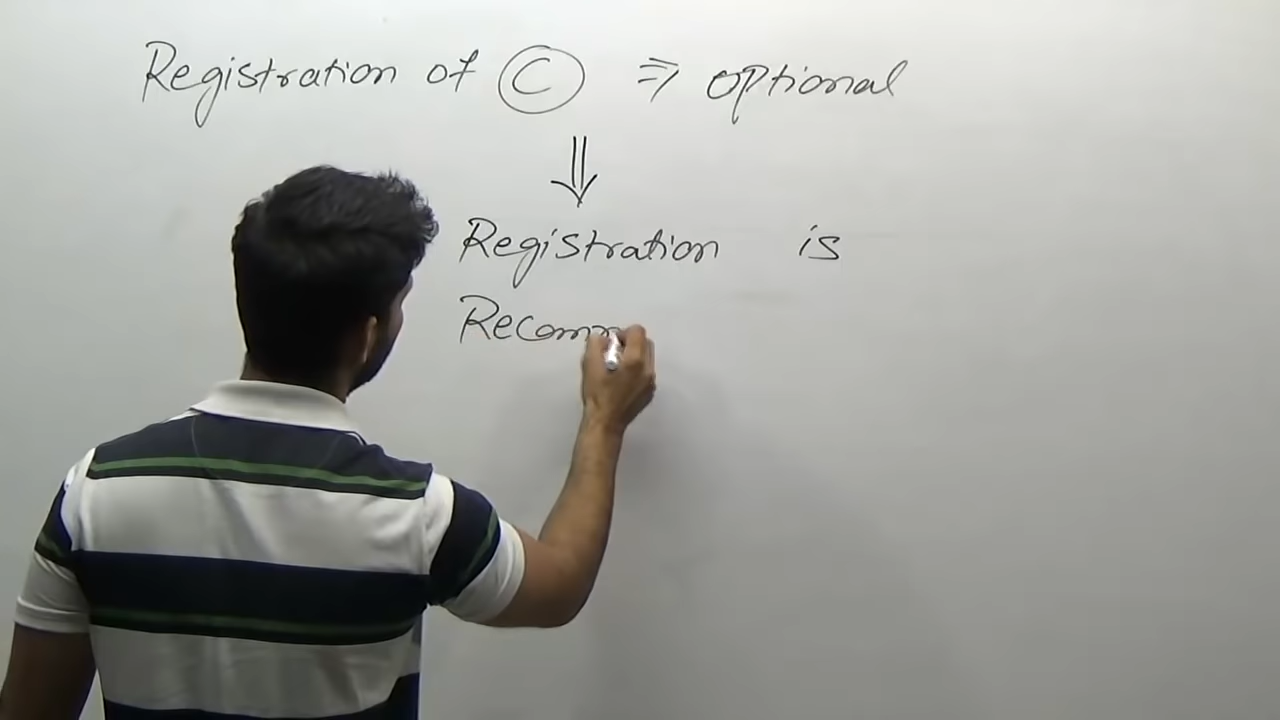 Registration of © ⇒ optional
⇓
Registration is
Recomm